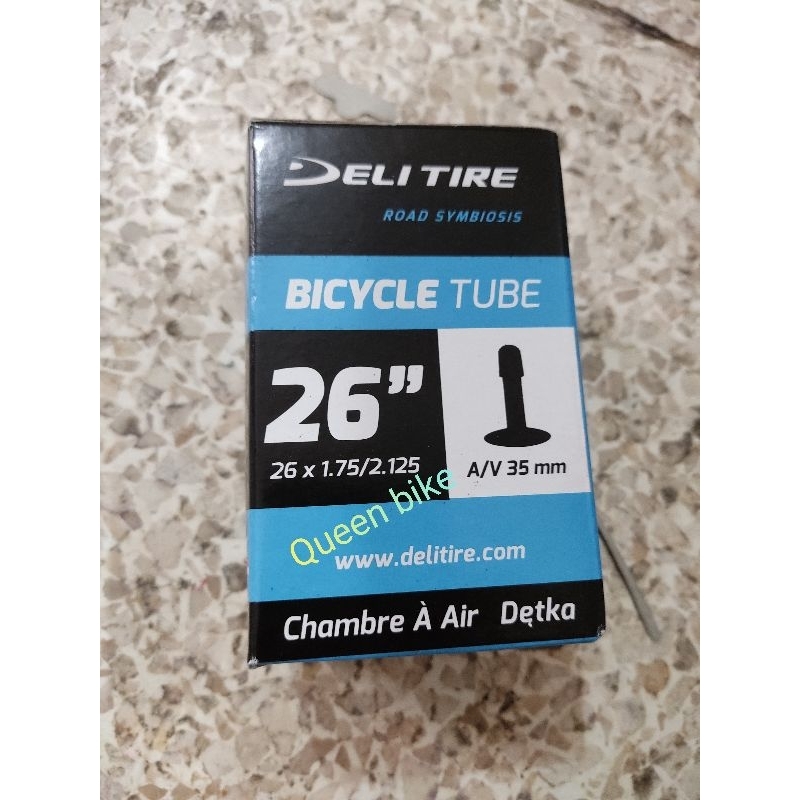 DELI TIRE
ROAD SYMBIOSIS
BICYCLE TUBE
26”
26 x 1.75/2.125
A/V 35 mm
Queen bike
www.delitire.com
Chambre À Air Dętka